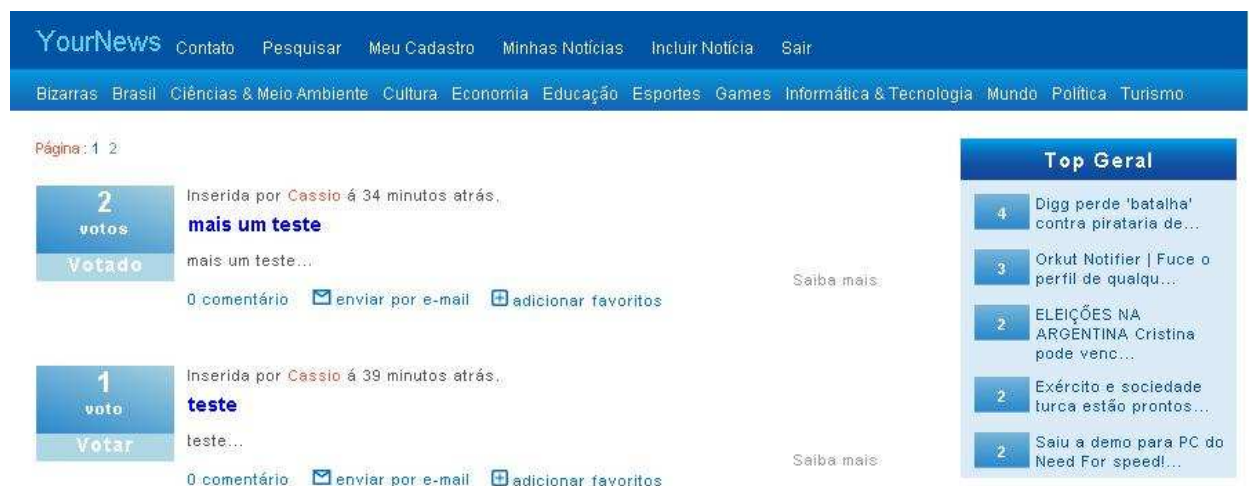 YourNews Contato Pesquisar Meu Cadastro Minhas Notícias Incluir Notícia Sair
Bizarras Brasil Ciências & Meio Ambiente Cultura Economia Educação Esportes Games Informática & Tecnologia Mundo Política Turismo
Página : 1 2
2
votos
Votado
Inserida por Cassio á 34 minutos atrás.
mais um teste
mais um teste...
Saiba mais
0 comentário enviar por e-mail adicionar favoritos
1
voto
Votar
Inserida por Cassio á 39 minutos atrás.
teste
teste...
Saiba mais
0 comentário enviar por e-mail adicionar favoritos
Top Geral
4
Digg perde 'batalha'
contra pirataria de...
3
Orkut Notifier | Fuce o
perfil de qualqu...
2
ELEIÇÕES NA
ARGENTINA Cristina
pode venc...
2
Exército e sociedade
turca estão prontos...
2
Saiu a demo para PC do
Need For speed!...